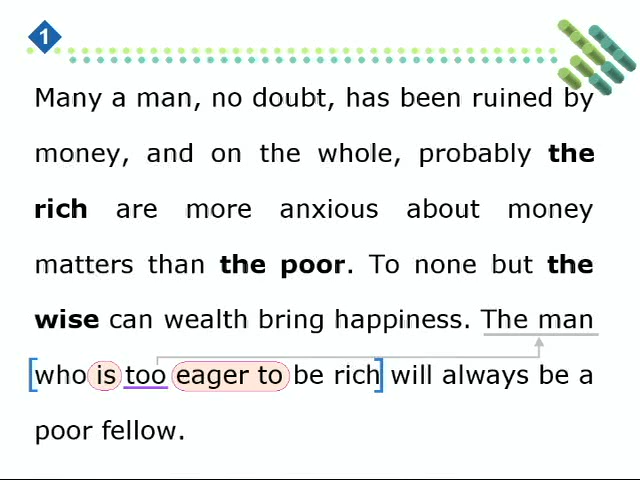 1
Many a man, no doubt, has been ruined by
money, and on the whole, probably the
rich are more anxious about money
matters than the poor. To none but the
wise can wealth bring happiness. The man
who is too eager to be rich will always be a
poor fellow.